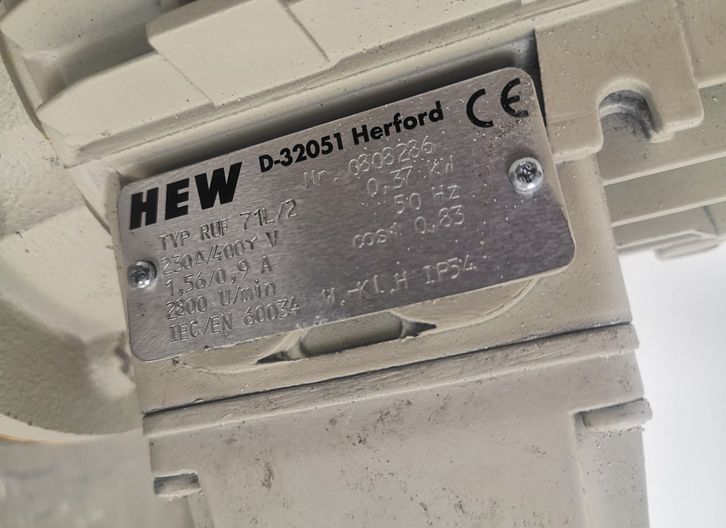 HEW D-32051 Herford CE
TYP RUF 71L/2 Nr. 0808286
230Δ/400Y V 0,37 KW
1,56/0,9 A 50 Hz
2800 U/min cosφ 0,83
IEC/EN 60034 W.-Kl.H IP54